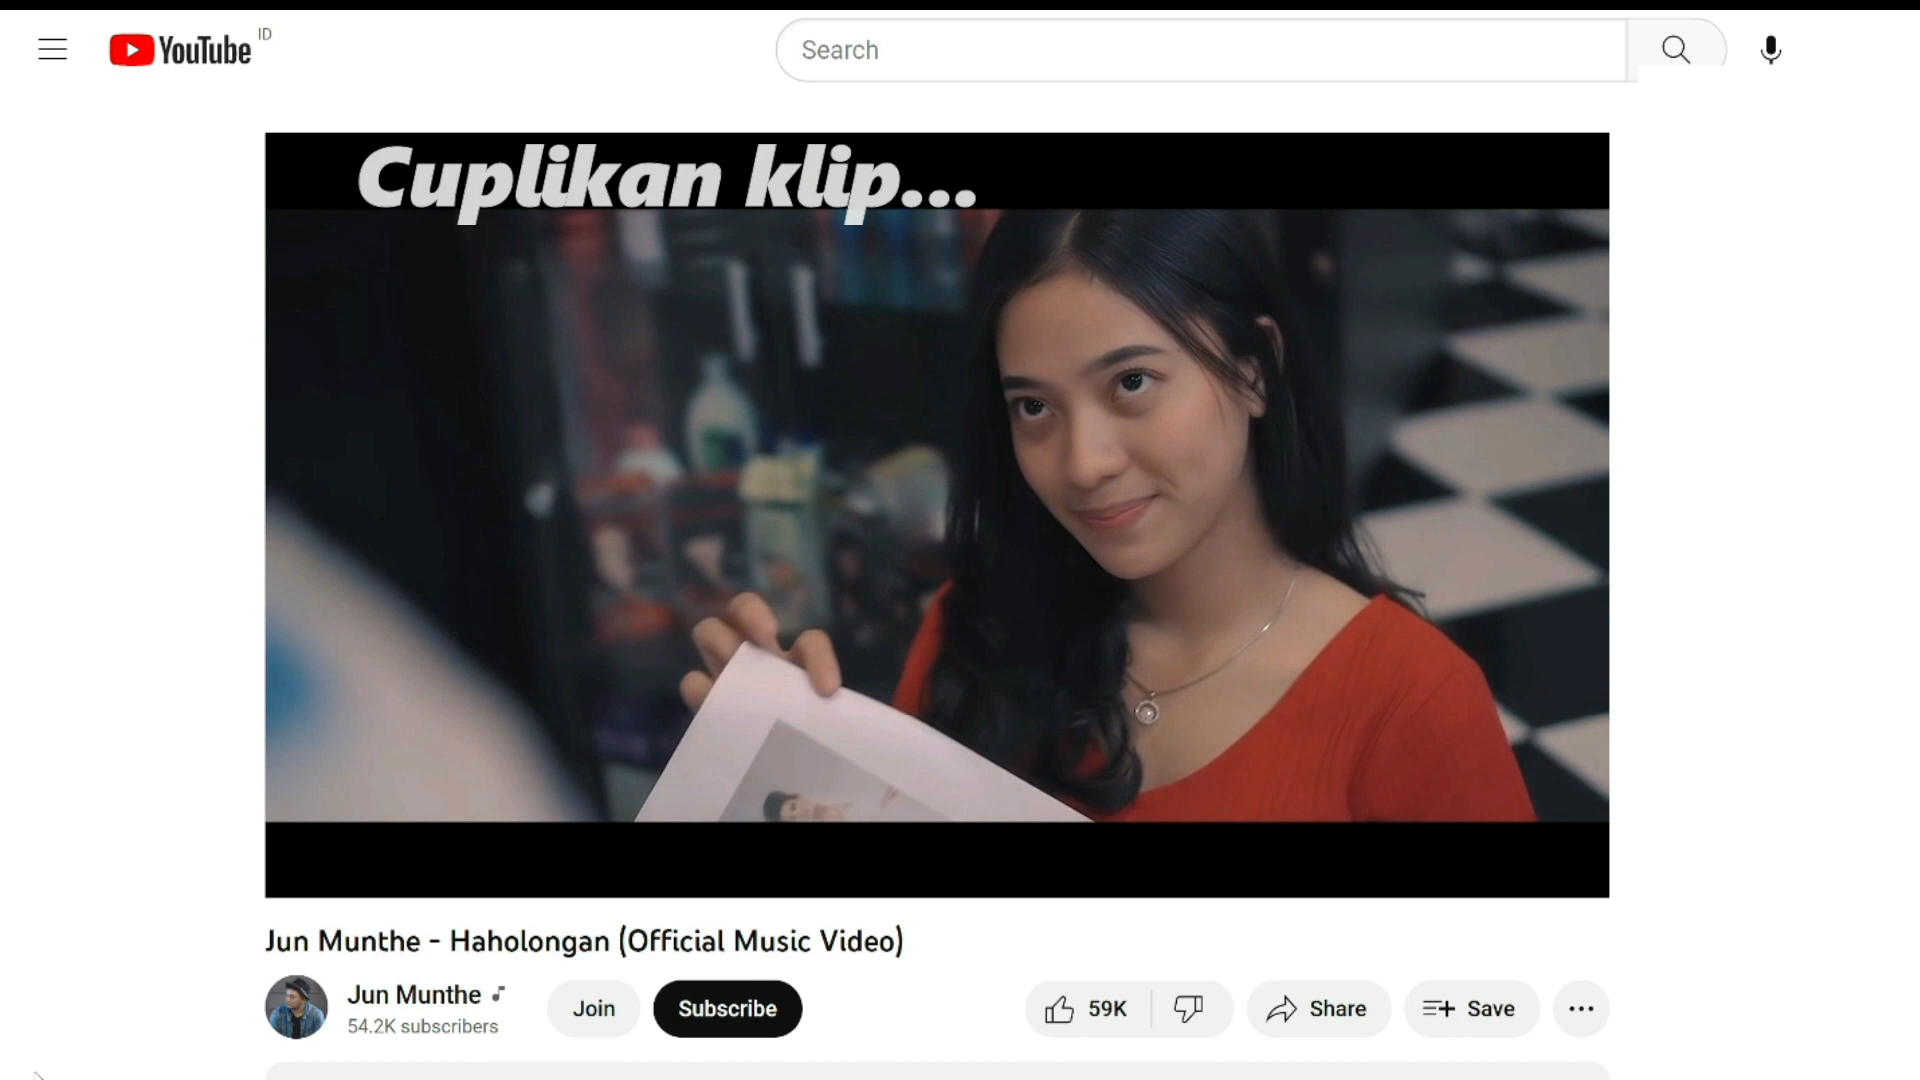 YouTube ID
Search
Cuplikan klip...
Jun Munthe - Haholongan (Official Music Video)
Jun Munthe
54.2K subscribers
Join
Subscribe
59K
Share
Save